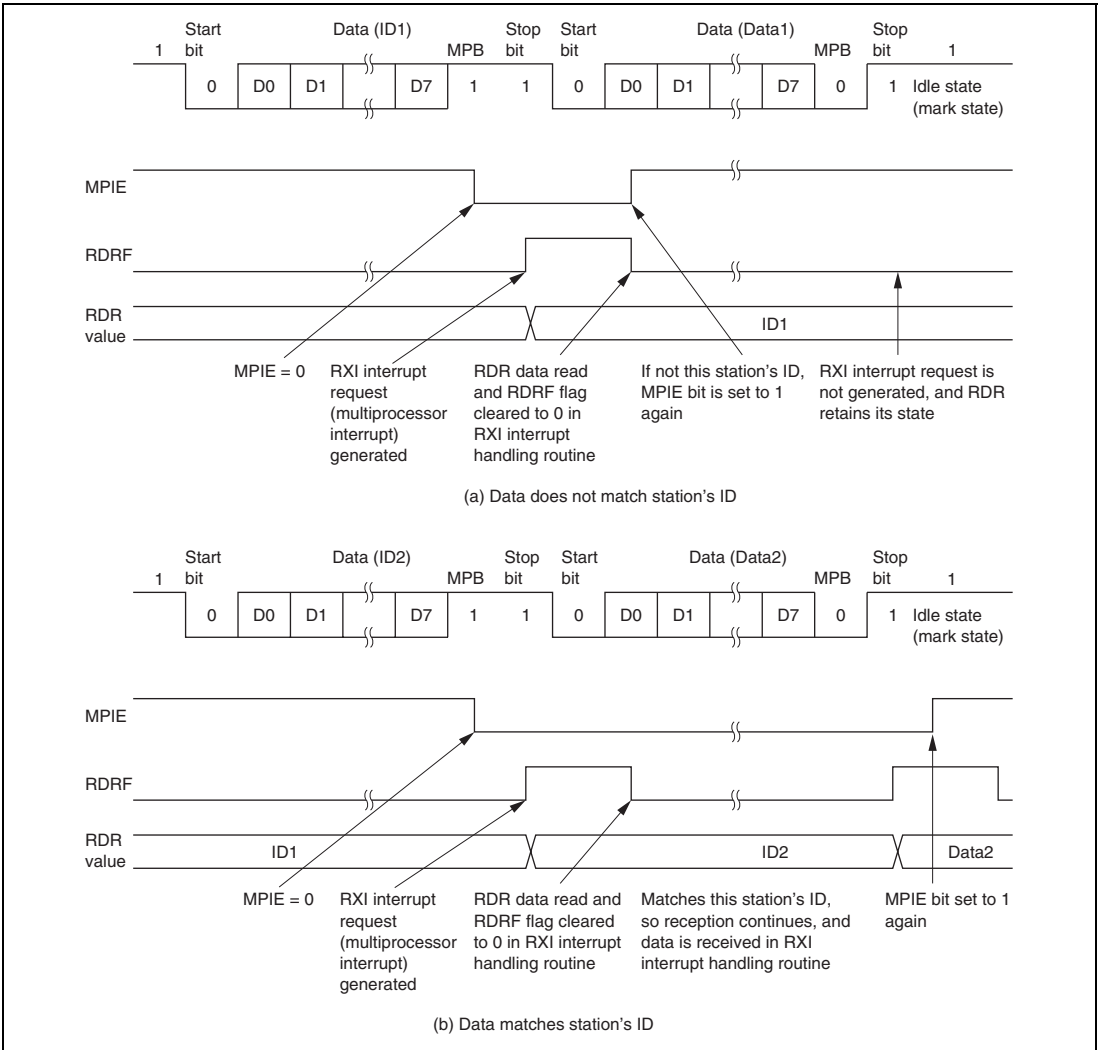 Start Data (ID1) Stop Start Data (Data1) Stop
1 bit MPB bit bit MPB bit 1
0 D0 D1 D7 1 1 0 D0 D1 D7 0 1 Idle state
(mark state)
MPIE
RDRF
RDR
value
ID1
MPIE = 0
RXI interrupt
request
(multiprocessor
interrupt)
generated
RDR data read
and RDRF flag
cleared to 0 in
RXI interrupt
handling routine
If not this station's ID,
MPIE bit is set to 1
again
RXI interrupt request is
not generated, and RDR
retains its state
(a) Data does not match station's ID
Start Data (ID2) Stop Start Data (Data2) Stop
1 bit MPB bit bit MPB bit 1
0 D0 D1 D7 1 1 0 D0 D1 D7 0 1 Idle state
(mark state)
MPIE
RDRF
RDR
value
ID1 ID2 Data2
MPIE = 0
RXI interrupt
request
(multiprocessor
interrupt)
generated
RDR data read and
RDRF flag cleared
to 0 in RXI interrupt
handling routine
Matches this station's ID,
so reception continues, and
data is received in RXI
interrupt handling routine
MPIE bit set to 1
again
(b) Data matches station's ID